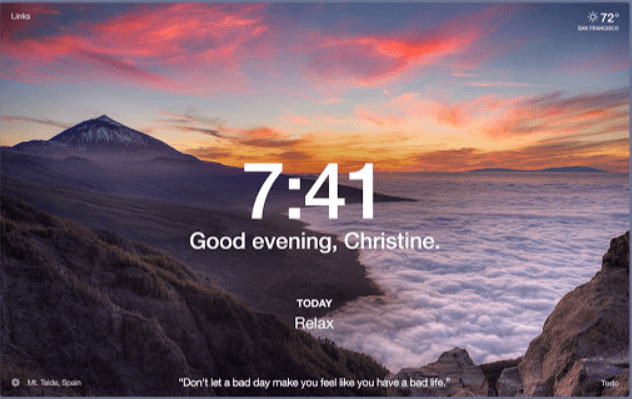 Links
72°
SAN FRANCISCO
7:41
Good evening, Christine.
TODAY
Relax
Mt. Teide, Spain
"Don't let a bad day make you feel like you have a bad life."
Todo